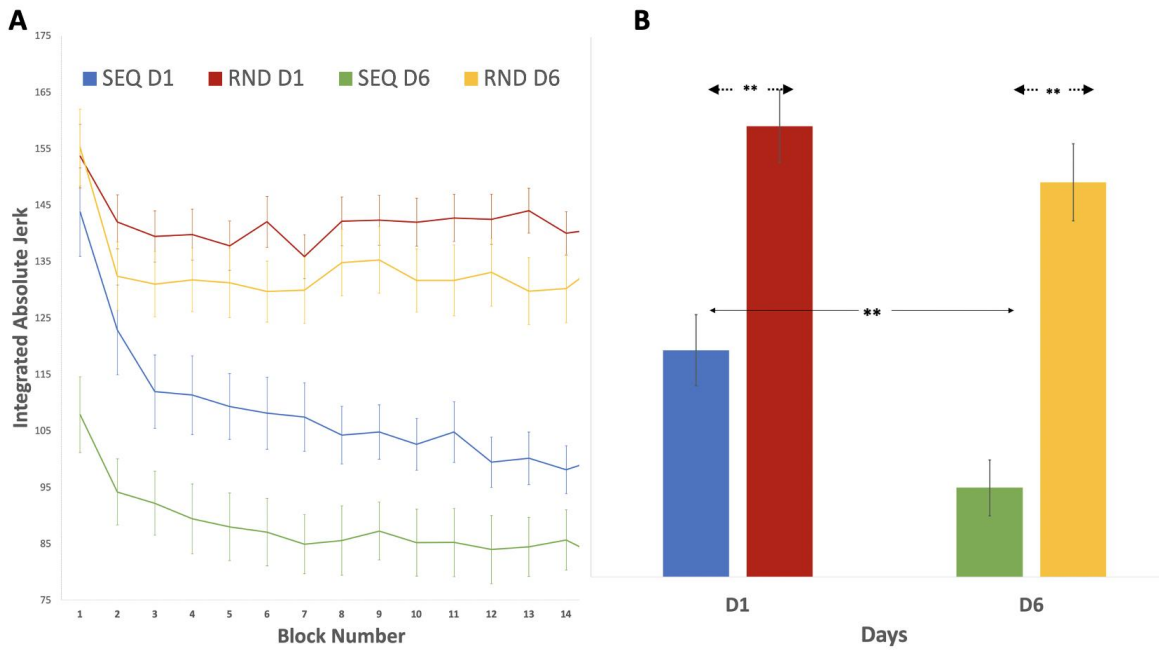 A
B
175
165
155
145
135
125
115
105
95
85
75
Integrated Absolute Jerk
SEQ D1 RND D1 SEQ D6 RND D6
1 2 3 4 5 6 7 8 9 10 11 12 13 14
Block Number
** **
**
D1 D6
Days